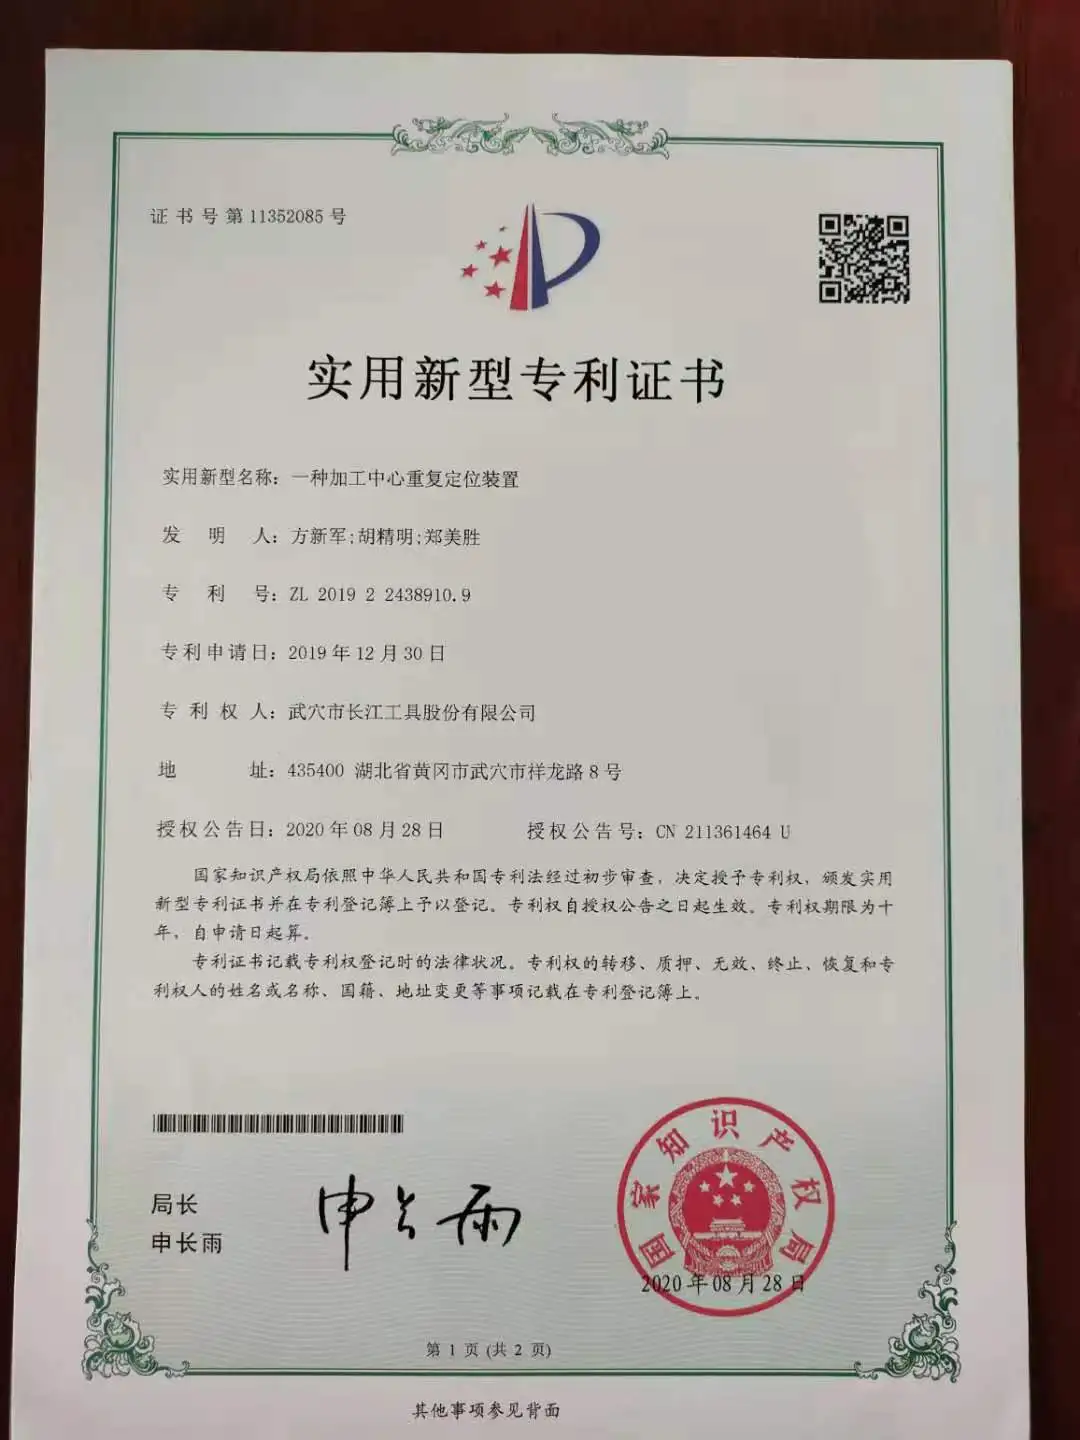 证书号第11352085号
实用新型专利证书
实用新型名称：一种加工中心重复定位装置
发明人：方新军;胡精明;郑美胜
专利号：ZL 2019 2 2438910.9
专利申请日：2019年12月30日
专利权人：武穴市长江工具股份有限公司
地址：435400 湖北省黄冈市武穴市祥龙路8号
授权公告日：2020年08月28日 授权公告号：CN 211361464 U
国家知识产权局依照中华人民共和国专利法经过初步审查，决定授予专利权，颁发实用
新型专利证书并在专利登记簿上予以登记。专利权自授权公告之日起生效。专利权期限为十
年，自申请日起算。
专利证书记载专利权登记时的法律状况。专利权的转移、质押、无效、终止、恢复和专
利权人的姓名或名称、国籍、地址变更等事项记载在专利登记簿上。
局长
申长雨
申长雨
国家知识产权局
2020年08月28日
第 1 页 (共 2 页)
其他事项参见背面